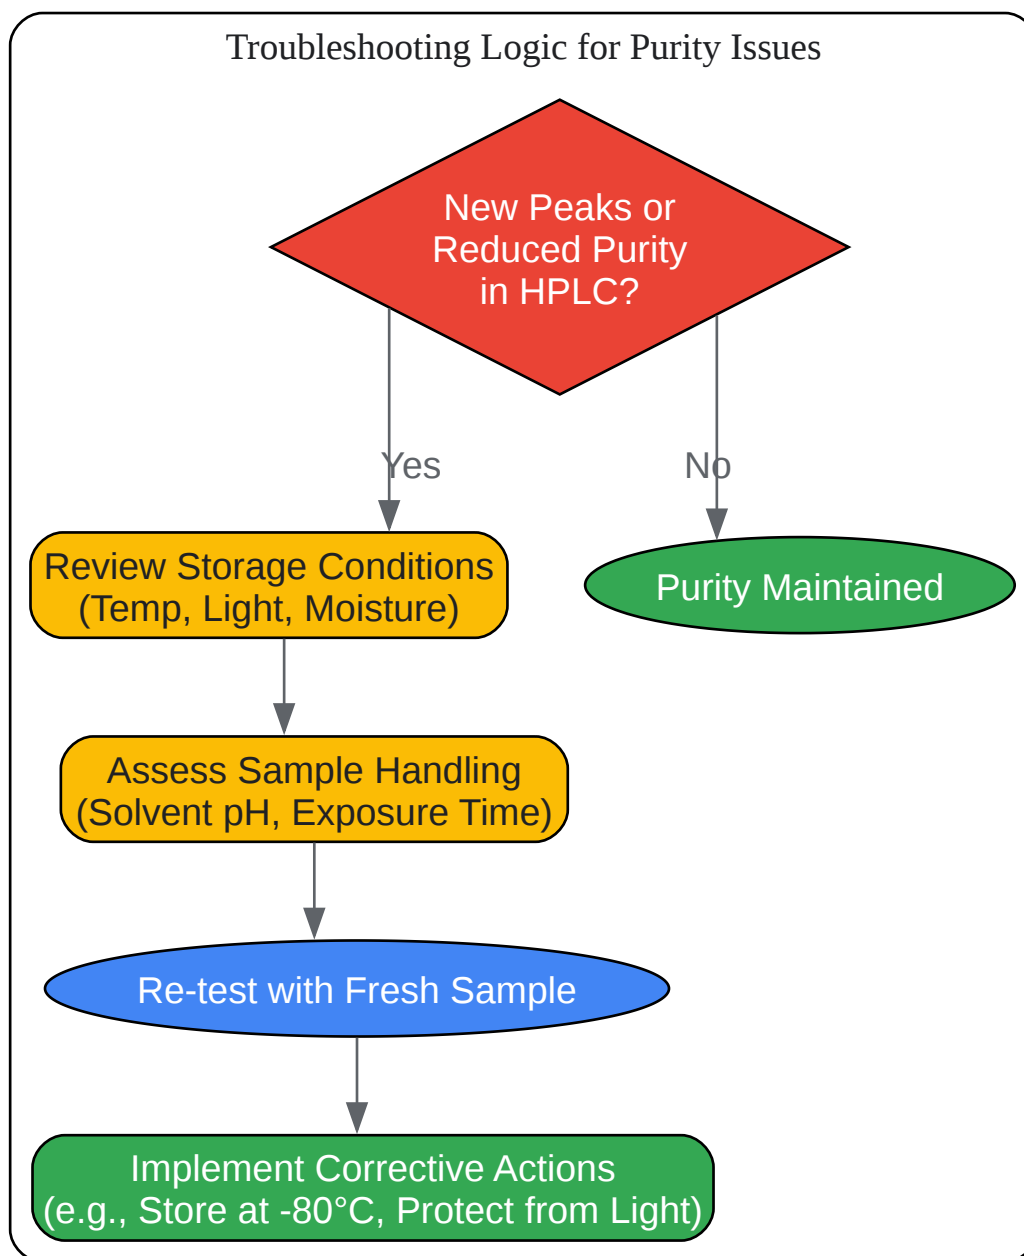 Troubleshooting Logic for Purity Issues
New Peaks or
Reduced Purity
in HPLC?
Yes
No
Review Storage Conditions
(Temp, Light, Moisture)
Purity Maintained
Assess Sample Handling
(Solvent pH, Exposure Time)
Re-test with Fresh Sample
Implement Corrective Actions
(e.g., Store at -80°C, Protect from Light)